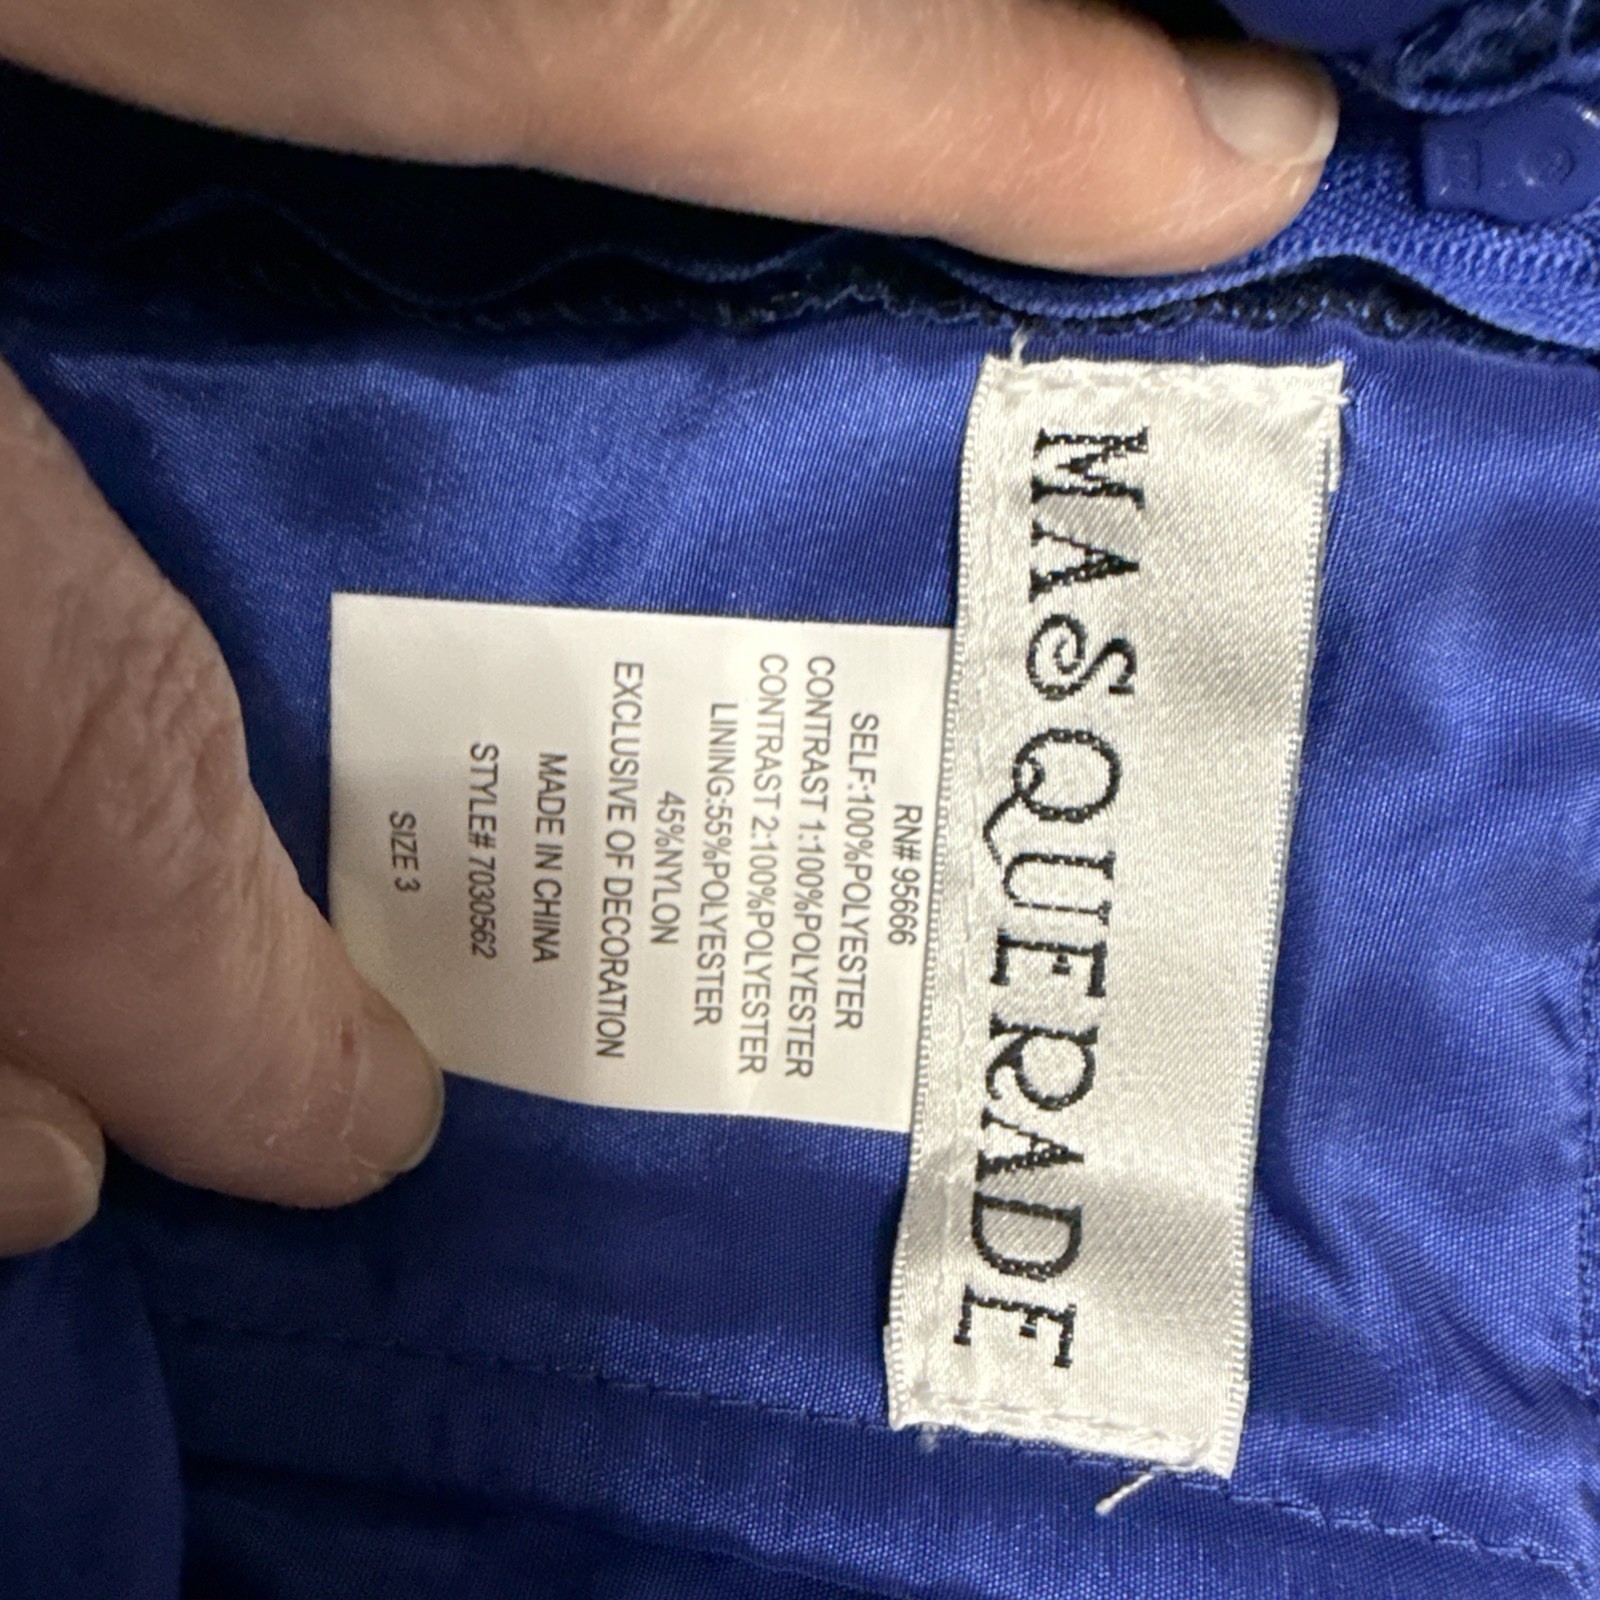 MASQUERADE
RN# 95666
SELF:100%POLYESTER
CONTRAST 1:100%POLYESTER
CONTRAST 2:100%POLYESTER
LINING:55%POLYESTER
45%NYLON
EXCLUSIVE OF DECORATION
MADE IN CHINA
STYLE# 7030562
SIZE 3